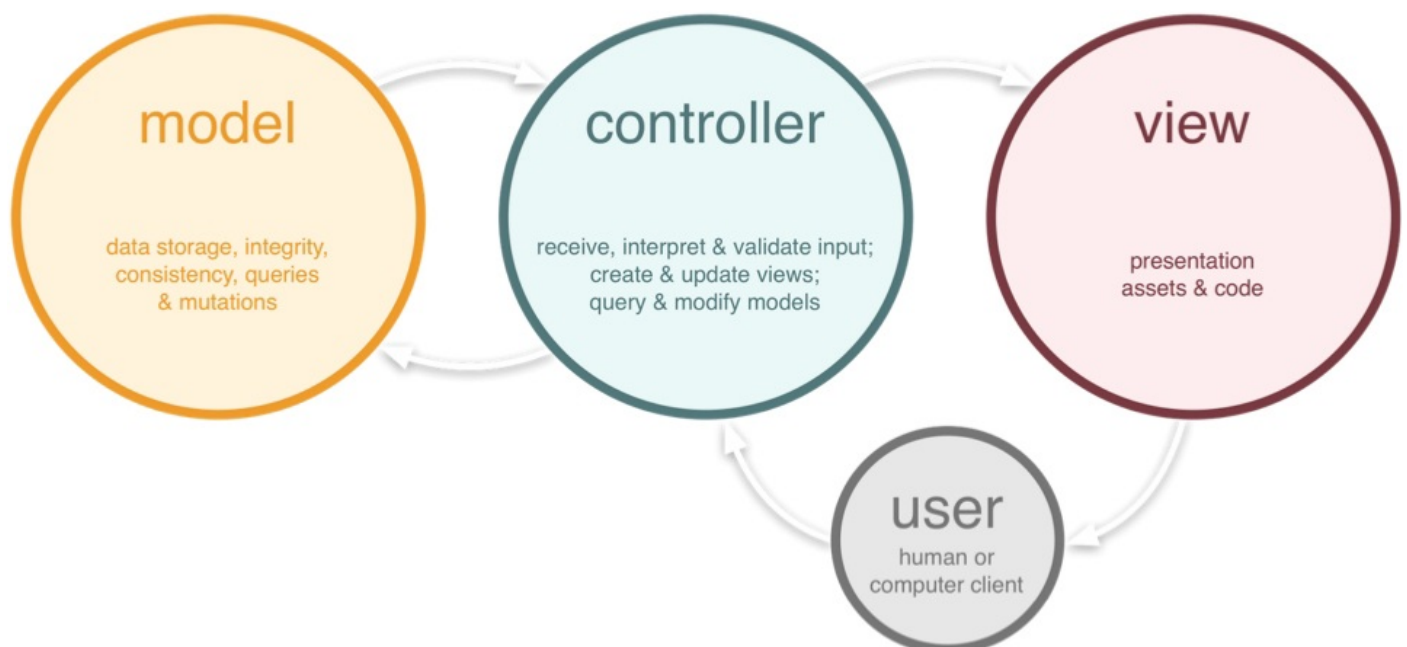 model
data storage, integrity,
consistency, queries
& mutations
controller
receive, interpret & validate input;
create & update views;
query & modify models
view
presentation
assets & code
user
human or
computer client